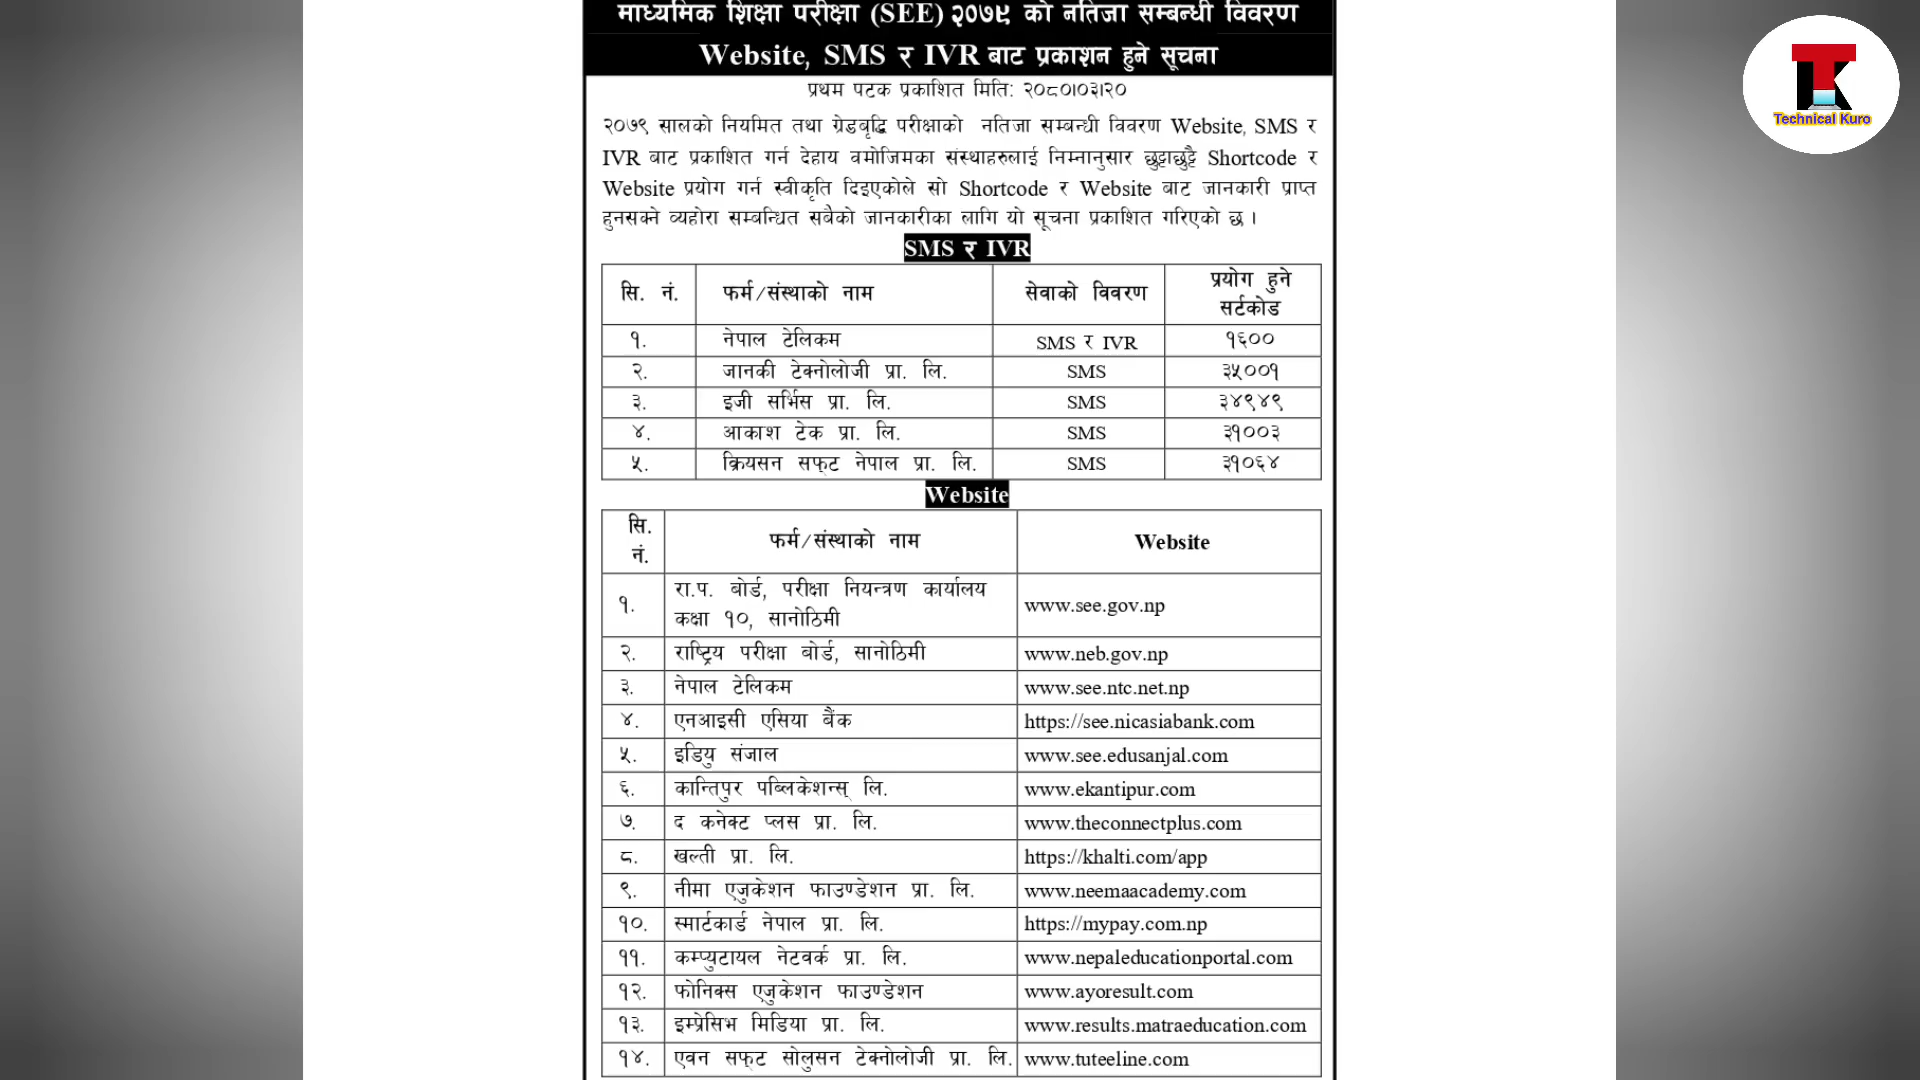 माध्यमिक शिक्षा परीक्षा (SEE) २०७९ को नतिजा सम्बन्धी विवरण
Website, SMS र IVR बाट प्रकाशन हुने सूचना
प्रथम पटक प्रकाशित मिति: २०८०।०३।२०
२०७९ सालको नियमित तथा ग्रेडबृद्धि परीक्षाको नतिजा सम्बन्धी विवरण Website, SMS र
IVR बाट प्रकाशित गर्न देहाय वमोजिमका संस्थाहरुलाई निम्नानुसार छुट्टाछुट्टै Shortcode र
Website प्रयोग गर्न स्वीकृति दिइएकोले सो Shortcode र Website बाट जानकारी प्राप्त
हुनसक्ने व्यहोरा सम्बन्धित सबैको जानकारीका लागि यो सूचना प्रकाशित गरिएको छ ।
SMS र IVR
सि. नं. फर्म/संस्थाको नाम सेवाको विवरण प्रयोग हुने सर्टकोड
१. नेपाल टेलिकम SMS र IVR १६००
२. जानकी टेक्नोलोजी प्रा. लि. SMS ३५००१
३. इजी सर्भिस प्रा. लि. SMS ३४९४९
४. आकाश टेक प्रा. लि. SMS ३१००३
५. क्रियसन सफ्ट नेपाल प्रा. लि. SMS ३१०६४
Website
सि. नं. फर्म/संस्थाको नाम Website
१. रा.प. बोर्ड, परीक्षा नियन्त्रण कार्यालय
कक्षा १०, सानोठिमी www.see.gov.np
२. राष्ट्रिय परीक्षा बोर्ड, सानोठिमी www.neb.gov.np
३. नेपाल टेलिकम www.see.ntc.net.np
४. एनआइसी एसिया बैंक https://see.nicasiabank.com
५. इडियु संजाल www.see.edusanjal.com
६. कान्तिपुर पब्लिकेशन्स् लि. www.ekantipur.com
७. द कनेक्ट प्लस प्रा. लि. www.theconnectplus.com
८. खल्ती प्रा. लि. https://khalti.com/app
९. नीमा एजुकेशन फाउण्डेशन प्रा. लि. www.neemaacademy.com
१०. स्मार्टकार्ड नेपाल प्रा. लि. https://mypay.com.np
११. कम्प्युटायल नेटवर्क प्रा. लि. www.nepaleducationportal.com
१२. फोनिक्स एजुकेशन फाउण्डेशन www.ayoresult.com
१३. इम्प्रेसिभ मिडिया प्रा. लि. www.results.matraeducation.com
१४. एवन सफ्ट सोलुसन टेक्नोलोजी प्रा. लि. www.tuteeline.com
Technical Kuro